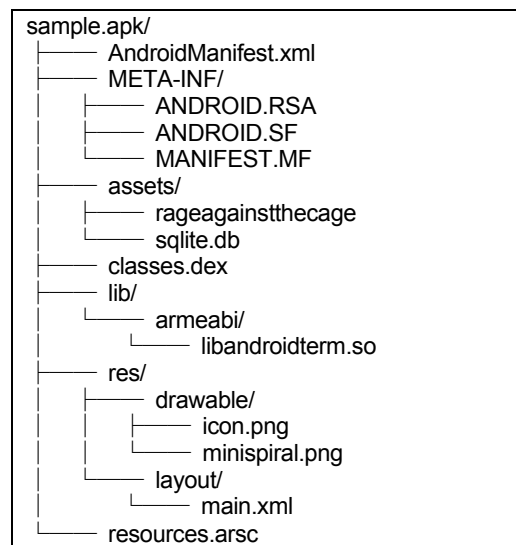 sample.apk/
├── AndroidManifest.xml
├── META-INF/
│   ├── ANDROID.RSA
│   ├── ANDROID.SF
│   └── MANIFEST.MF
├── assets/
│   ├── rageagainstthecage
│   └── sqlite.db
├── classes.dex
├── lib/
│   └── armeabi/
│       └── libandroidterm.so
├── res/
│   ├── drawable/
│   │   ├── icon.png
│   │   └── minispiral.png
│   └── layout/
│       └── main.xml
└── resources.arsc